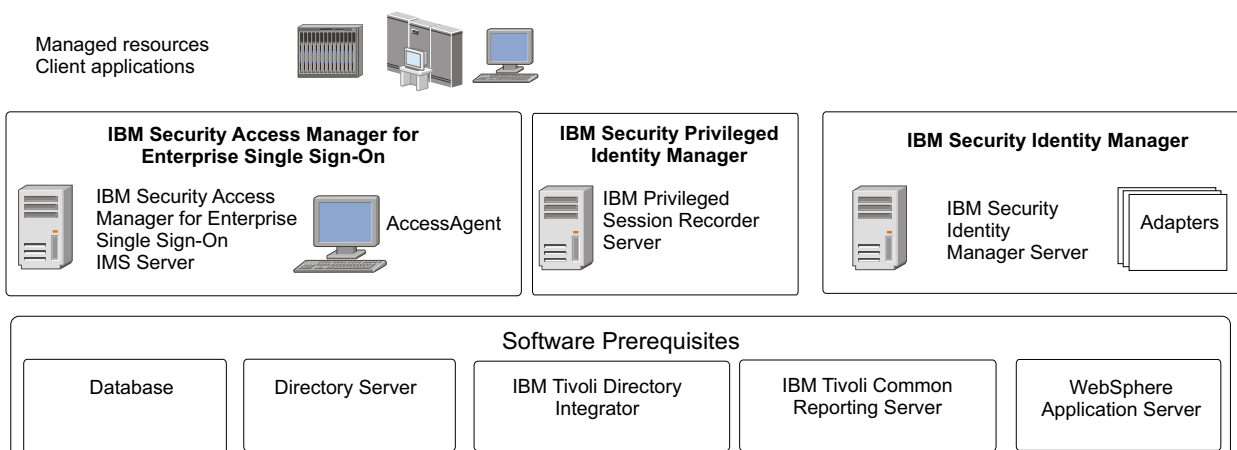 Managed resources
Client applications
IBM Security Access Manager for
Enterprise Single Sign-On
IBM Security Access
Manager for Enterprise
Single Sign-On
IMS Server
AccessAgent
IBM Security Privileged
Identity Manager
IBM Privileged
Session Recorder
Server
IBM Security Identity Manager
IBM Security
Identity
Manager Server
Adapters
Software Prerequisites
Database
Directory Server
IBM Tivoli Directory
Integrator
IBM Tivoli Common
Reporting Server
WebSphere
Application Server